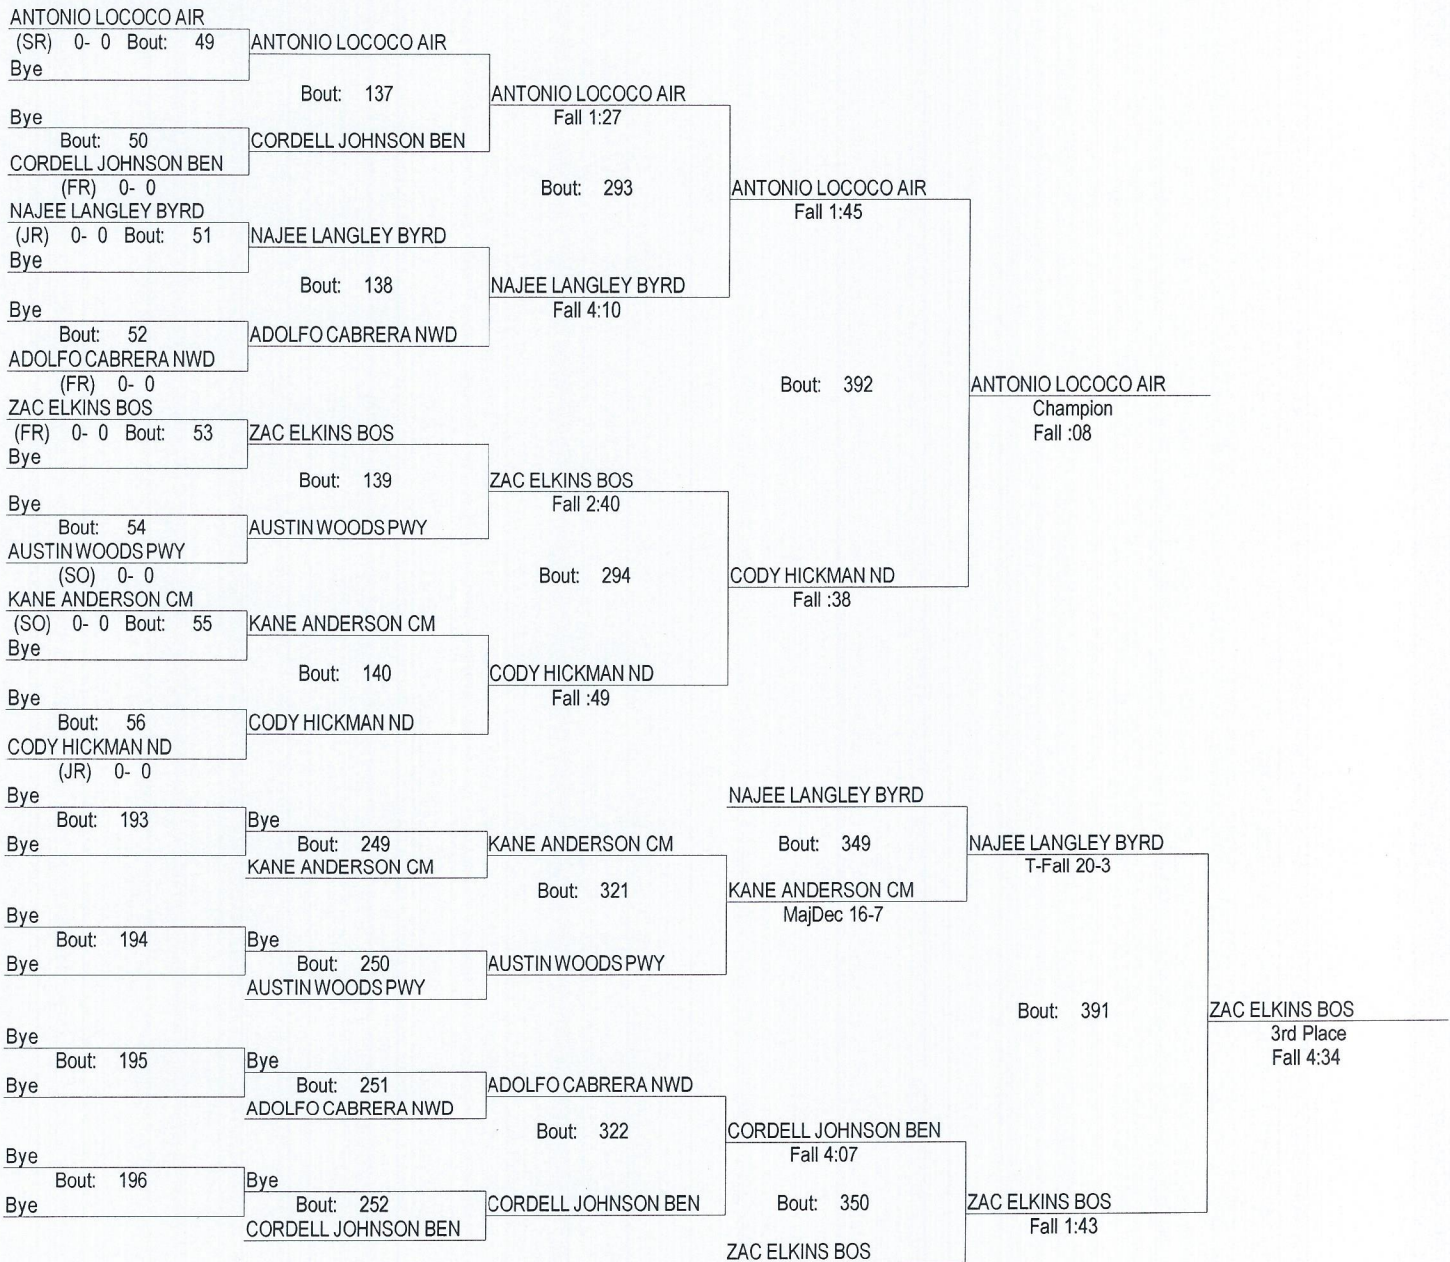 ANTONIO LOCOCO AIR
(SR) 0- 0 Bout: 49
Bye
ANTONIO LOCOCO AIR
Bout: 137
Bye
Bout: 50
CORDELL JOHNSON BEN
(FR) 0- 0
CORDELL JOHNSON BEN
ANTONIO LOCOCO AIR
Fall 1:27
Bout: 293
NAJEE LANGLEY BYRD
(JR) 0- 0 Bout: 51
Bye
NAJEE LANGLEY BYRD
Bout: 138
Bye
Bout: 52
ADOLFO CABRERA NWD
(FR) 0- 0
ADOLFO CABRERA NWD
NAJEE LANGLEY BYRD
Fall 4:10
ANTONIO LOCOCO AIR
Fall 1:45
Bout: 392
ANTONIO LOCOCO AIR
Champion
Fall :08
ZAC ELKINS BOS
(FR) 0- 0 Bout: 53
Bye
ZAC ELKINS BOS
Bout: 139
Bye
Bout: 54
AUSTIN WOODS PWY
(SO) 0- 0
AUSTIN WOODS PWY
ZAC ELKINS BOS
Fall 2:40
Bout: 294
KANE ANDERSON CM
(SO) 0- 0 Bout: 55
Bye
KANE ANDERSON CM
Bout: 140
Bye
Bout: 56
CODY HICKMAN ND
(JR) 0- 0
CODY HICKMAN ND
CODY HICKMAN ND
Fall :49
CODY HICKMAN ND
Fall :38
Bye
Bout: 193
Bye
Bye
Bout: 249
KANE ANDERSON CM
KANE ANDERSON CM
Bout: 321
Bye
Bout: 194
Bye
Bye
Bout: 250
AUSTIN WOODS PWY
AUSTIN WOODS PWY
NAJEE LANGLEY BYRD
Bout: 349
KANE ANDERSON CM
MajDec 16-7
NAJEE LANGLEY BYRD
T-Fall 20-3
Bout: 391
ZAC ELKINS BOS
3rd Place
Fall 4:34
Bye
Bout: 195
Bye
Bye
Bout: 251
ADOLFO CABRERA NWD
ADOLFO CABRERA NWD
Bout: 322
Bye
Bout: 196
Bye
Bye
Bout: 252
CORDELL JOHNSON BEN
CORDELL JOHNSON BEN
CORDELL JOHNSON BEN
Fall 4:07
Bout: 350
ZAC ELKINS BOS
ZAC ELKINS BOS
Fall 1:43